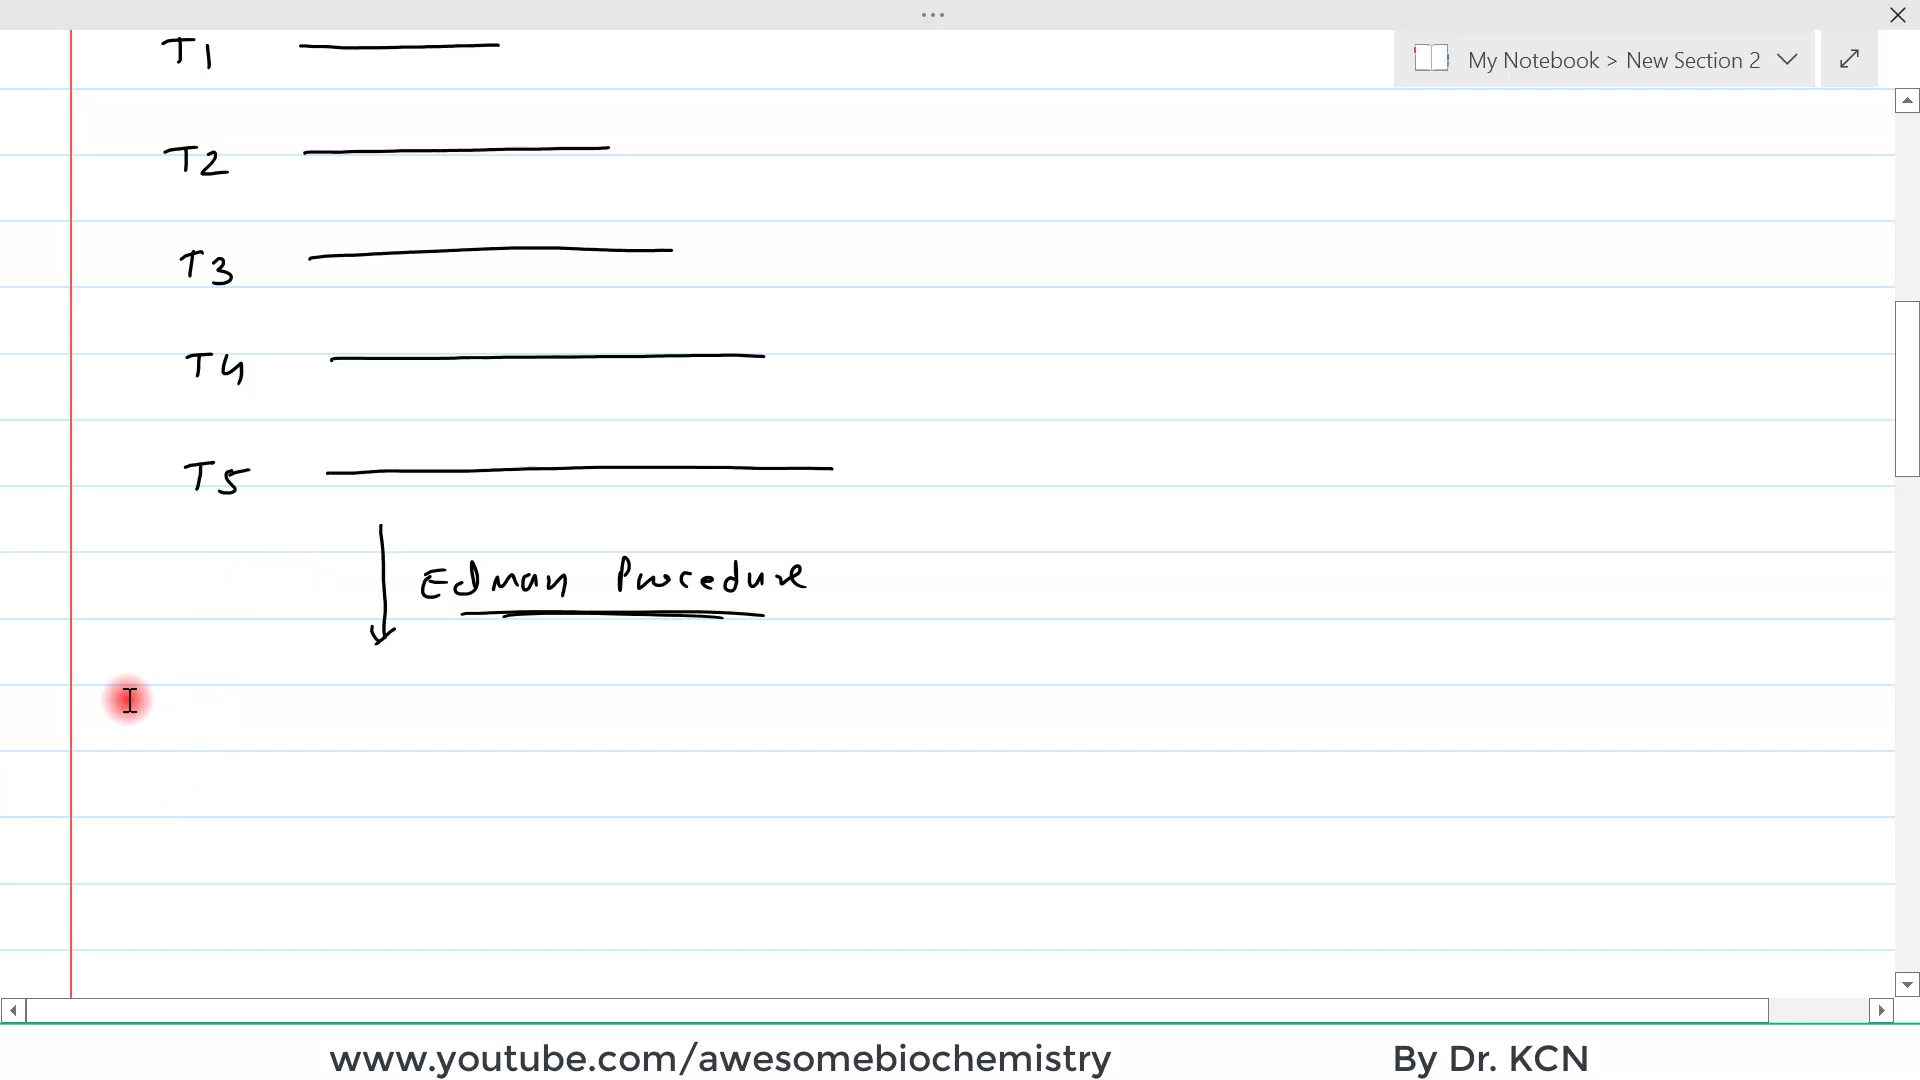 T1
My Notebook > New Section 2
T2
T3
T4
T5
Edman Procedure
www.youtube.com/awesomebiochemistry By Dr. KCN